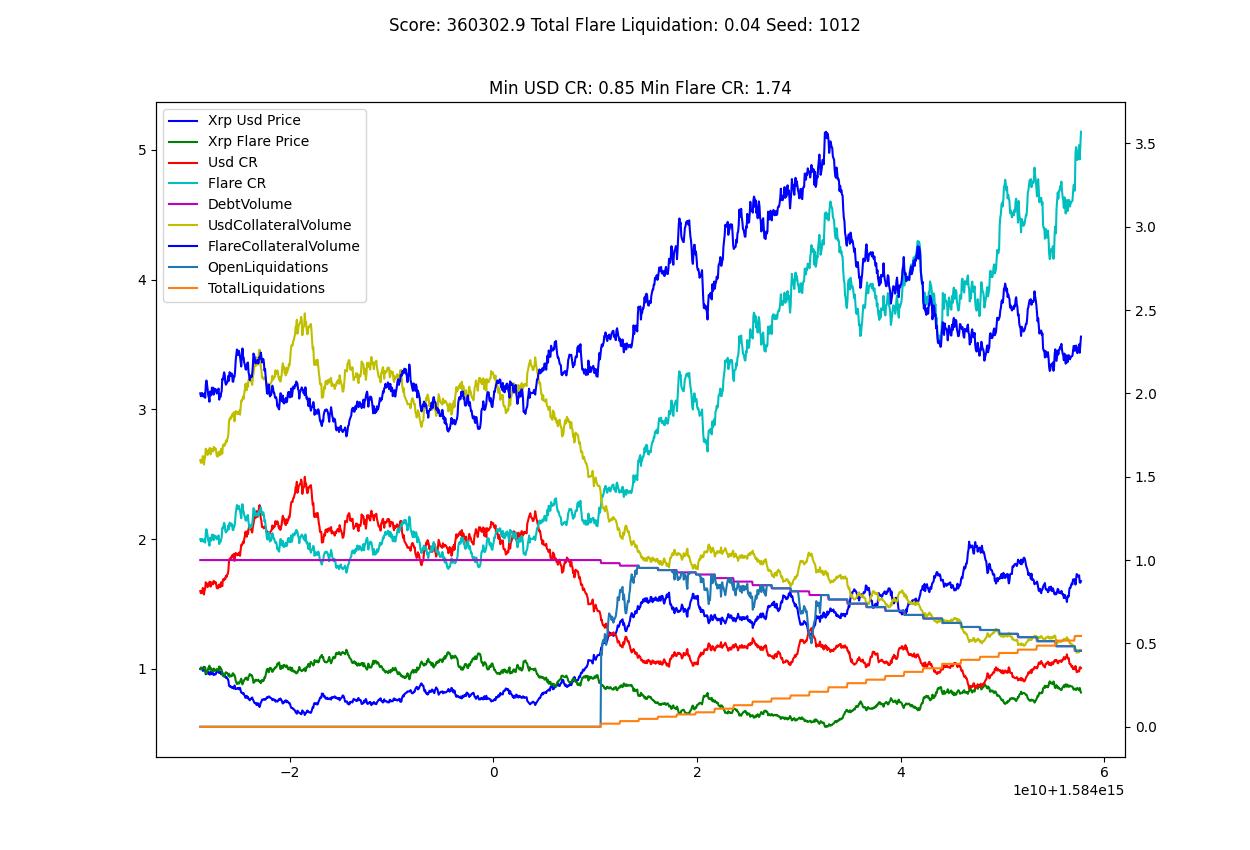 Score: 360302.9 Total Flare Liquidation: 0.04 Seed: 1012
Min USD CR: 0.85 Min Flare CR: 1.74
Xrp Usd Price
Xrp Flare Price
Usd CR
Flare CR
DebtVolume
UsdCollateralVolume
FlareCollateralVolume
OpenLiquidations
TotalLiquidations
5
4
3
2
1
3.5
3.0
2.5
2.0
1.5
1.0
0.5
0.0
−2
0
2
4
6
1e10+1.584e15